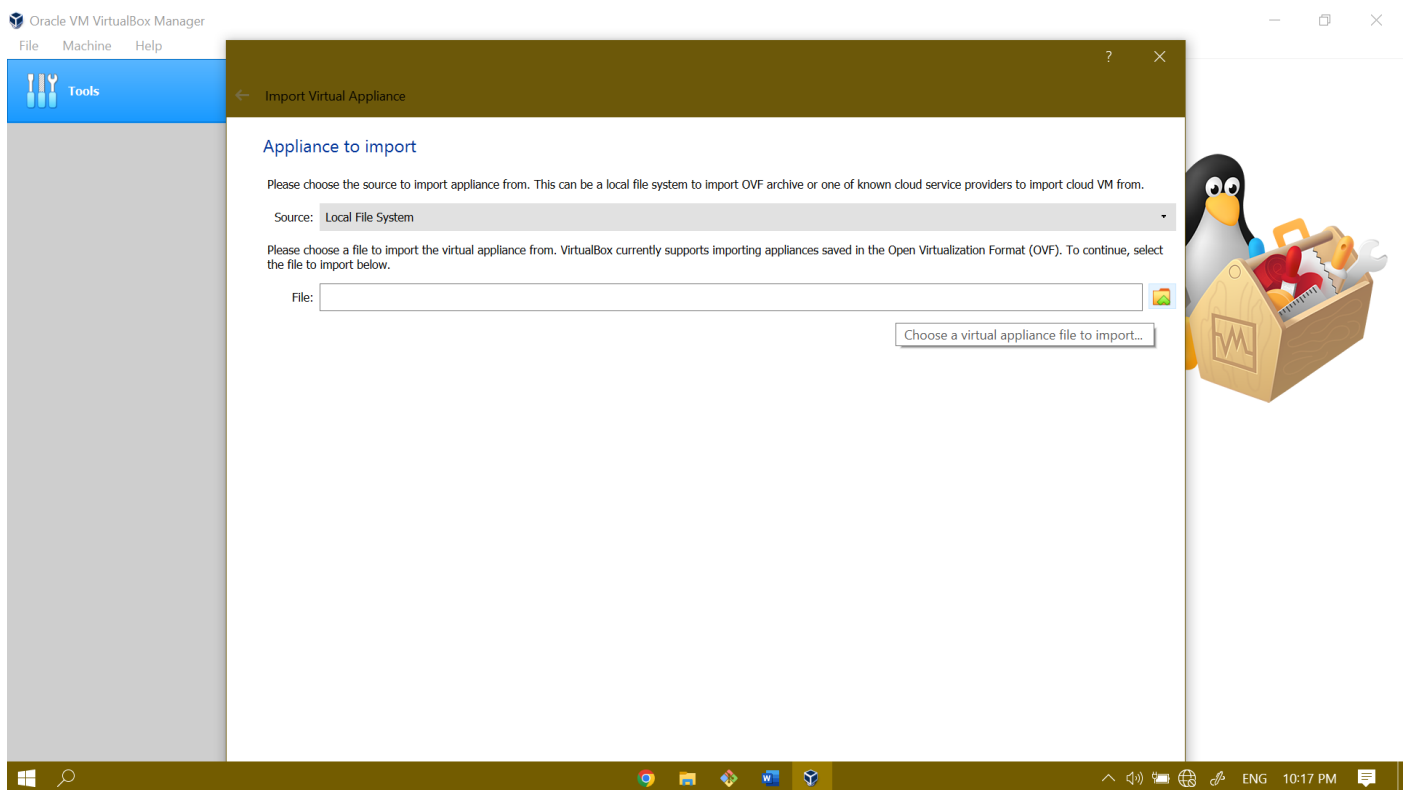 Oracle VM VirtualBox Manager
File Machine Help
Tools
?
Import Virtual Appliance
Appliance to import
Please choose the source to import appliance from. This can be a local file system to import OVF archive or one of known cloud service providers to import cloud VM from.
Source: Local File System
Please choose a file to import the virtual appliance from. VirtualBox currently supports importing appliances saved in the Open Virtualization Format (OVF). To continue, select
the file to import below.
File:
Choose a virtual appliance file to import...
ENG 10:17 PM